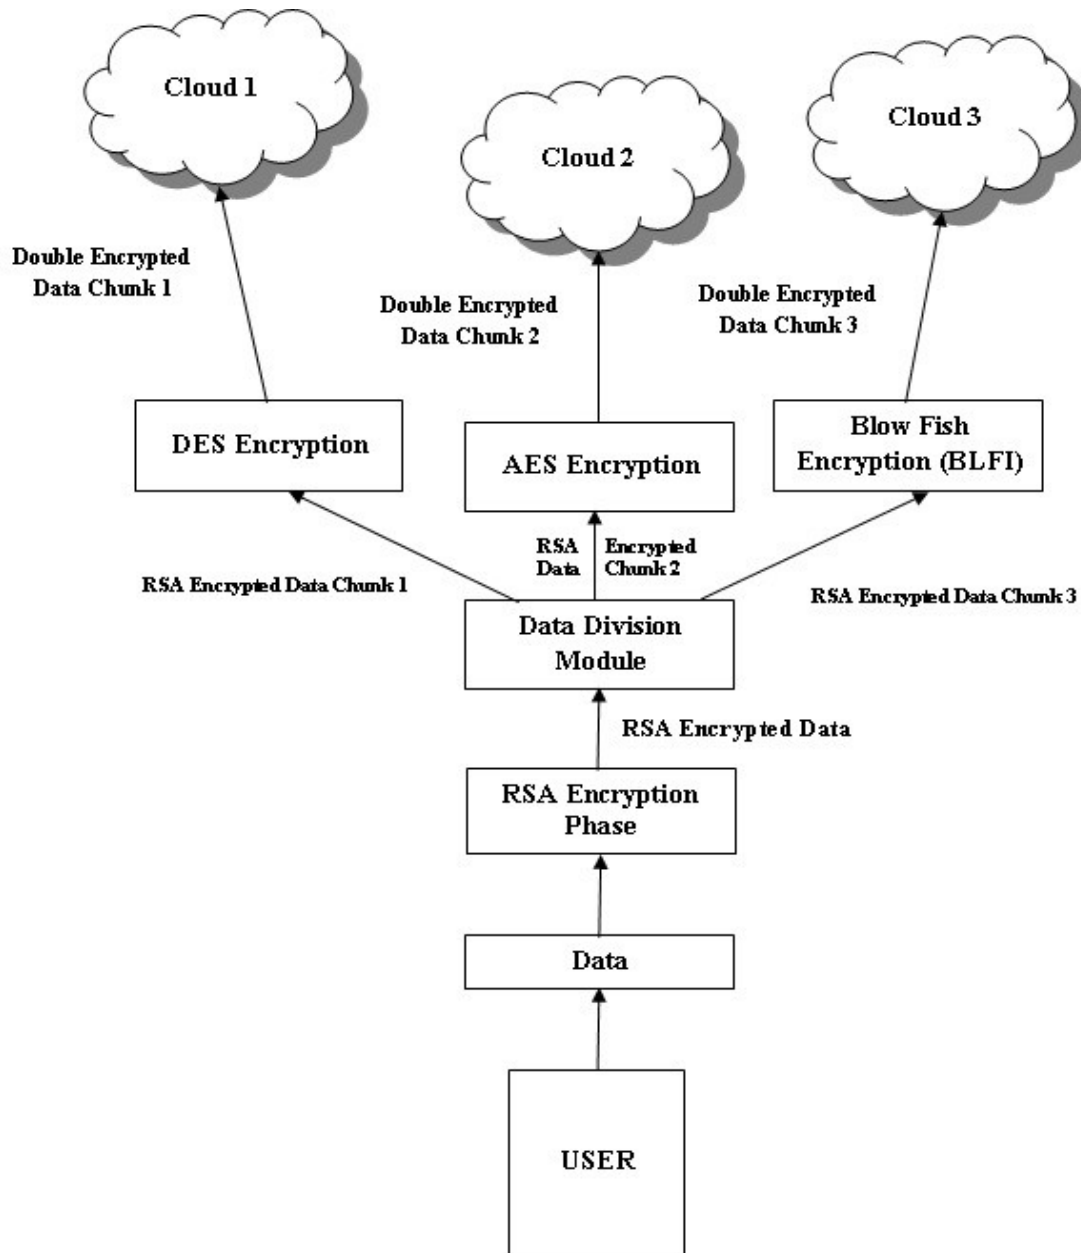 Cloud 1
Cloud 2
Cloud 3
Double Encrypted
Data Chunk 1
Double Encrypted
Data Chunk 2
Double Encrypted
Data Chunk 3
DES Encryption
AES Encryption
Blow Fish
Encryption (BLFI)
RSA Encrypted Data Chunk 1
RSA Encrypted
Data Chunk 2
RSA Encrypted Data Chunk 3
Data Division
Module
RSA Encrypted Data
RSA Encryption
Phase
Data
USER